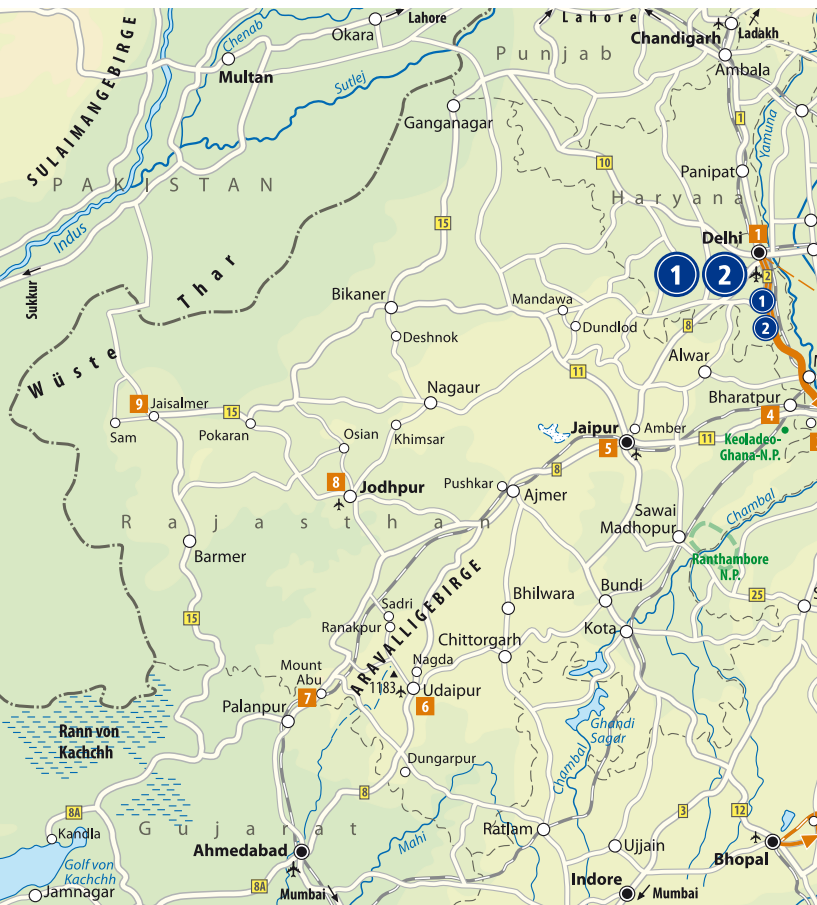 Lahore
Lahore
Okara
Chenab
Chandigarh
Ladakh
Punjab
Ambala
Multan
Sutlej
SULAIMANGEBIRGE
Ganganagar
1
Yamuna
PAKISTAN
10
Panipat
Haryana
15
Indus
Delhi
1
Sukkur
Thar
1
2
2
1
2
Bikaner
Mandawa
Dundlod
8
Deshnok
Wüste
Alwar
11
Nagaur
Bharatpur
9
Jaisalmer
15
4
Sam
Pokaran
Osian
Khimsar
Jaipur
Amber
5
11
Keoladeo-
Ghana-N.P.
8
8
Jodhpur
Pushkar
Ajmer
Chambal
Sawai
Madhopur
Rajasthan
Barmer
Ranthambore
N.P.
ARAVALLIGEBIRGE
Bhilwara
Bundi
25
15
Sadri
Ranakpur
Kota
Chittorgarh
Mount
Abu
Nagda
1183
Udaipur
7
6
Palanpur
Rann von
Kachchh
Ghandi
Sagar
Chambal
Dungarpur
8
8A
3
12
Kandla
Gujarat
Mahi
Ratlam
Ujjain
Ahmedabad
Bhopal
Golf von
Kachchh
Jamnagar
8A
Mumbai
Indore
Mumbai